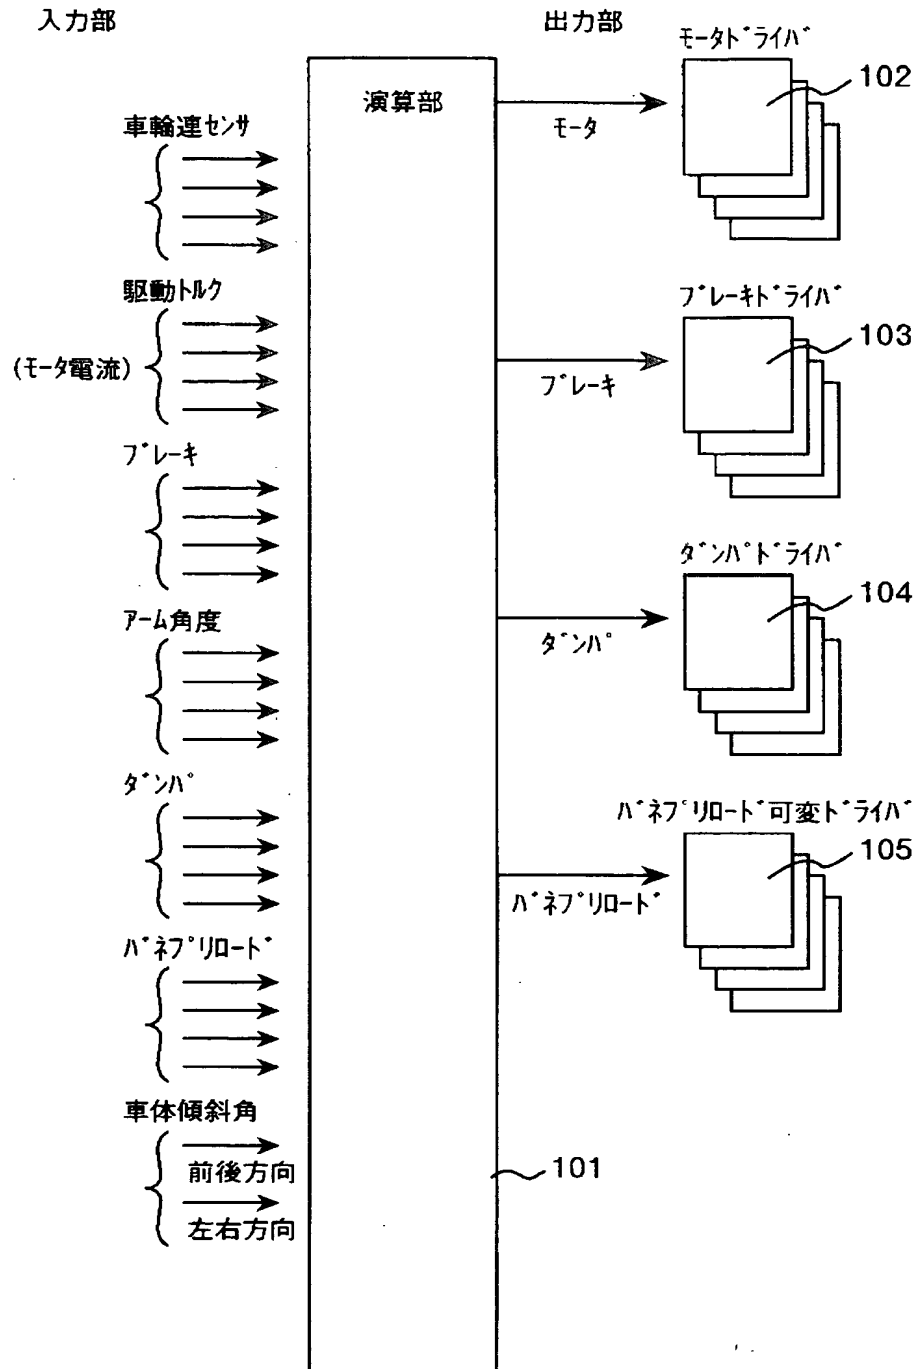 入力部
出力部
演算部
車輪連センサ
駆動トルク
(モータ電流)
ブレーキ
アーム角度
ダンパ
バネプリロード
車体傾斜角
前後方向
左右方向
101
モータ
モータドライバ
102
ブレーキ
ブレーキドライバ
103
ダンパ
ダンパドライバ
104
バネプリロード
バネプリロード可変ドライバ
105